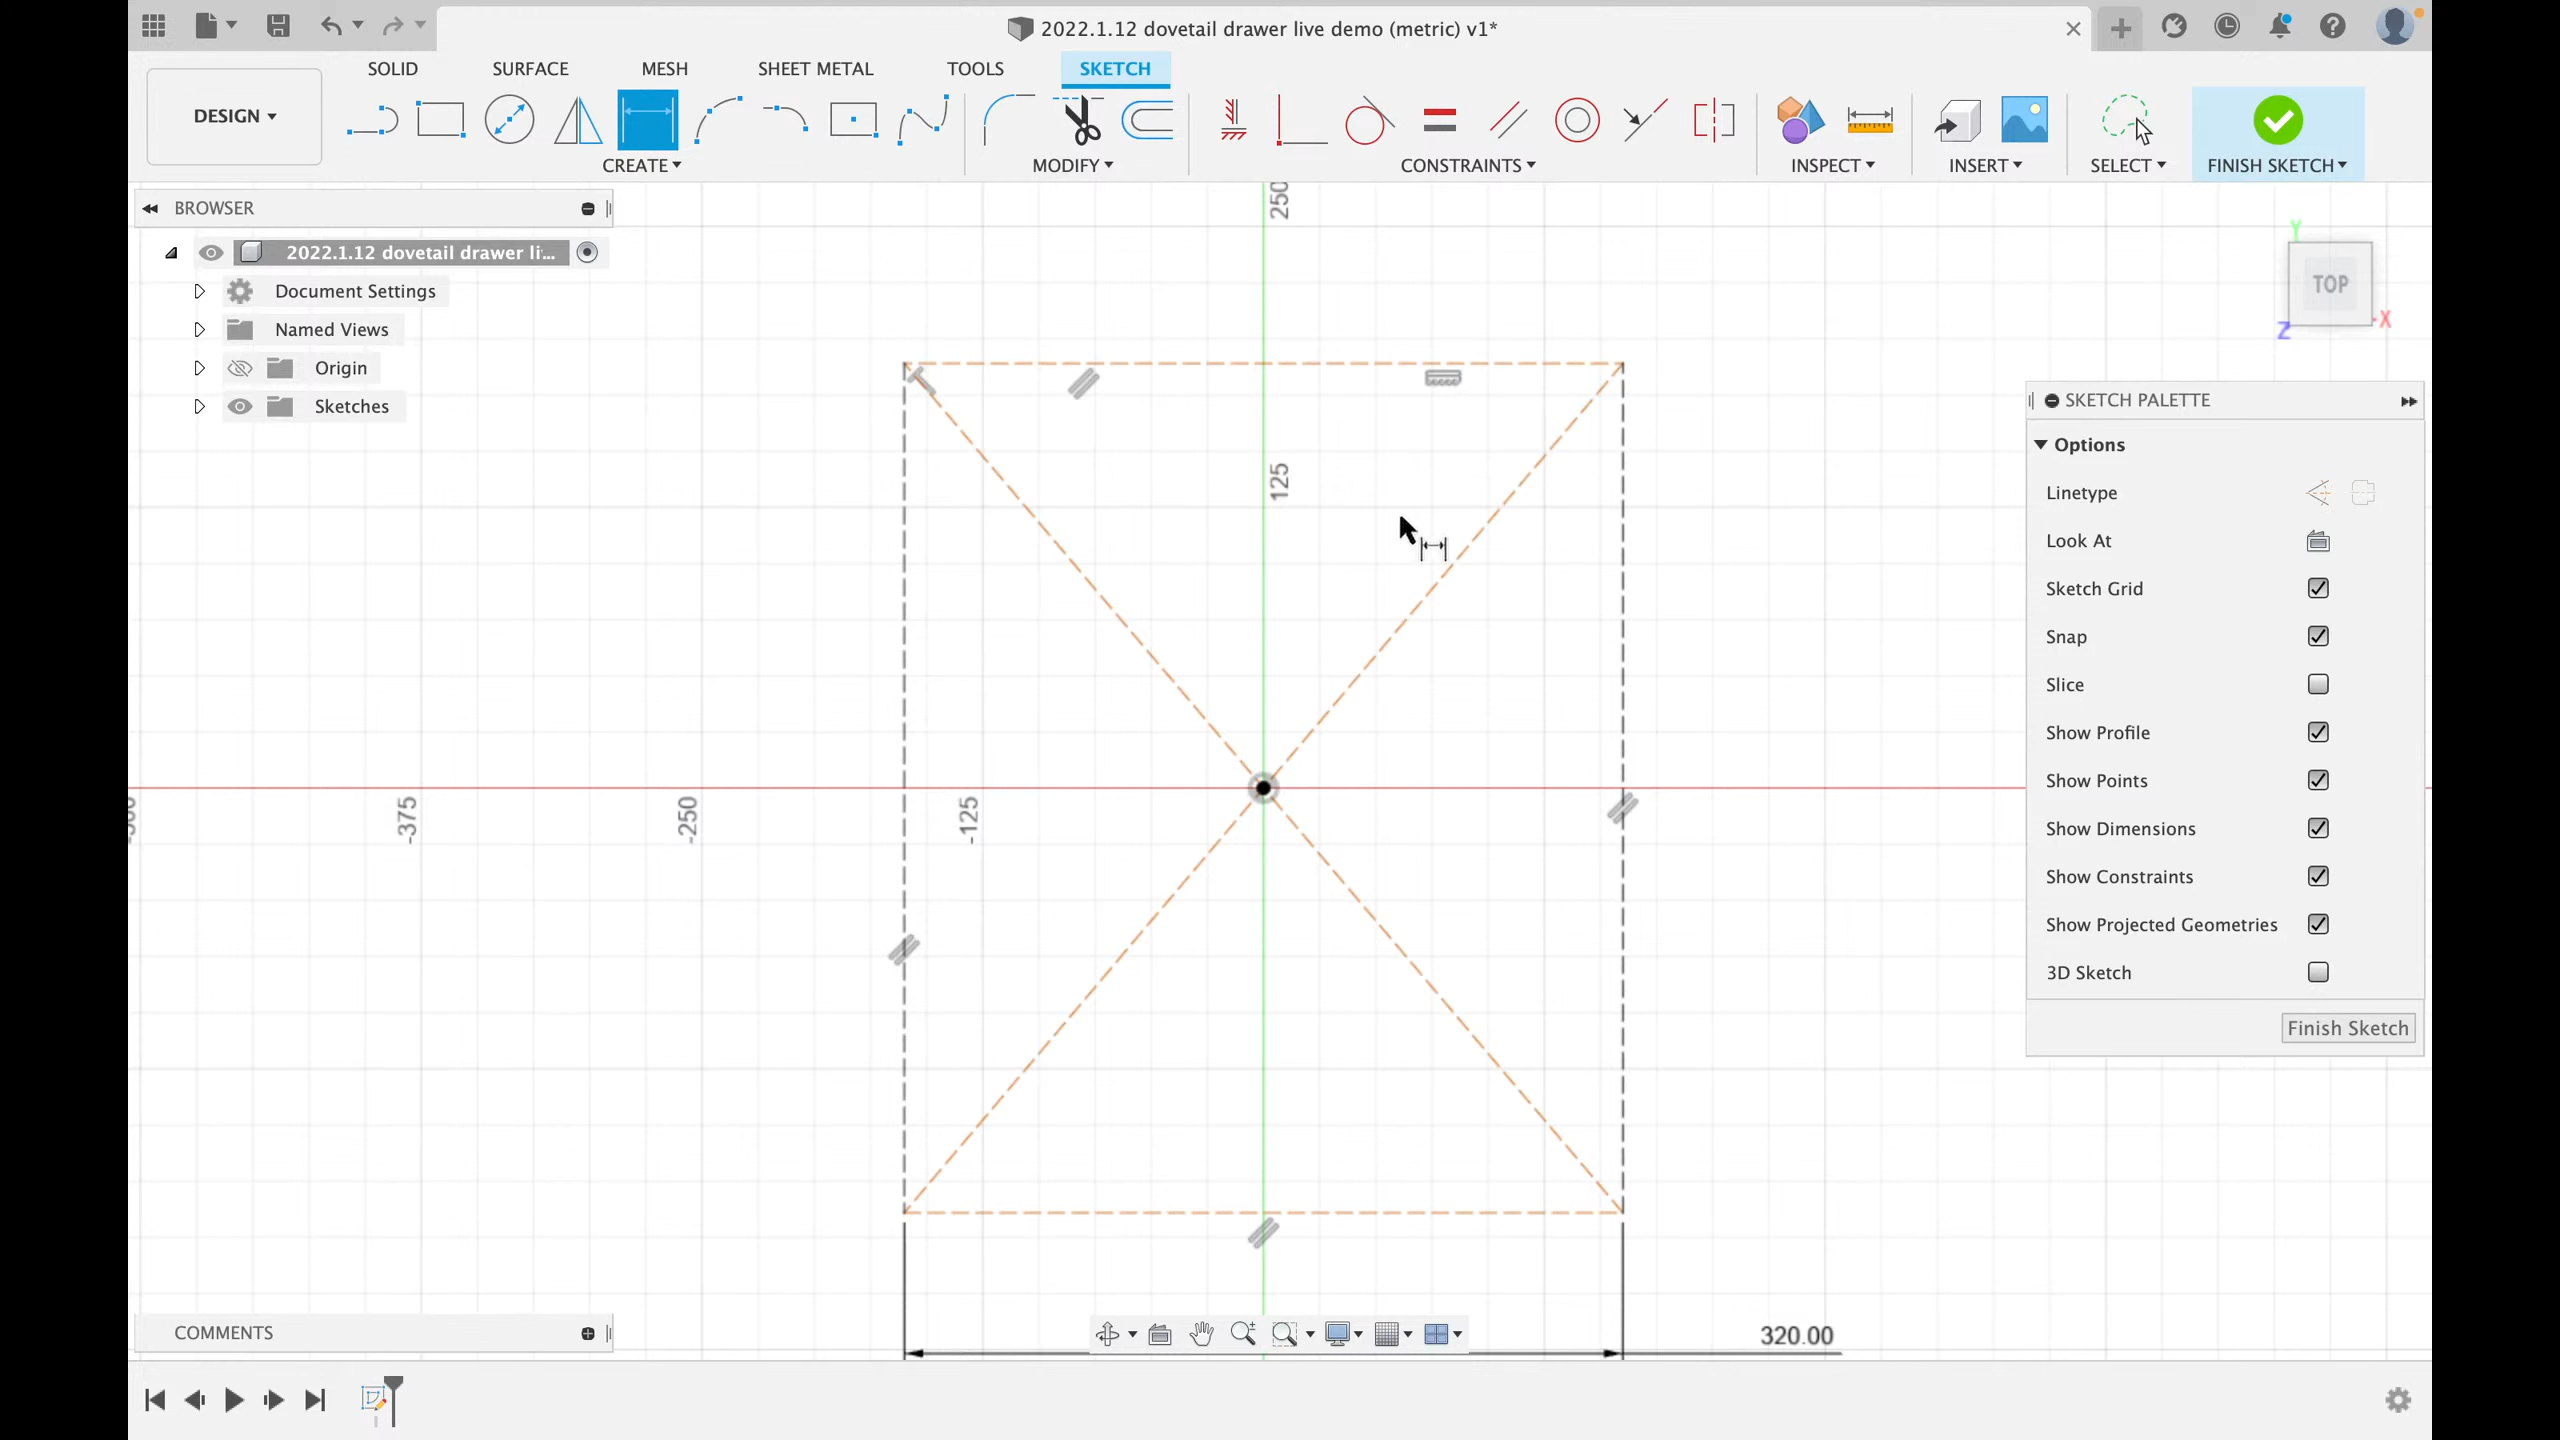 2022.1.12 dovetail drawer live demo (metric) v1*
DESIGN
SOLID
SURFACE
MESH
SHEET METAL
TOOLS
SKETCH
CREATE
MODIFY
CONSTRAINTS
INSPECT
INSERT
SELECT
FINISH SKETCH
BROWSER
2022.1.12 dovetail drawer li...
Document Settings
Named Views
Origin
Sketches
250
125
-375
-250
-125
Y
TOP
X
Z
SKETCH PALETTE
Options
Linetype
Look At
Sketch Grid
Snap
Slice
Show Profile
Show Points
Show Dimensions
Show Constraints
Show Projected Geometries
3D Sketch
Finish Sketch
COMMENTS
320.00